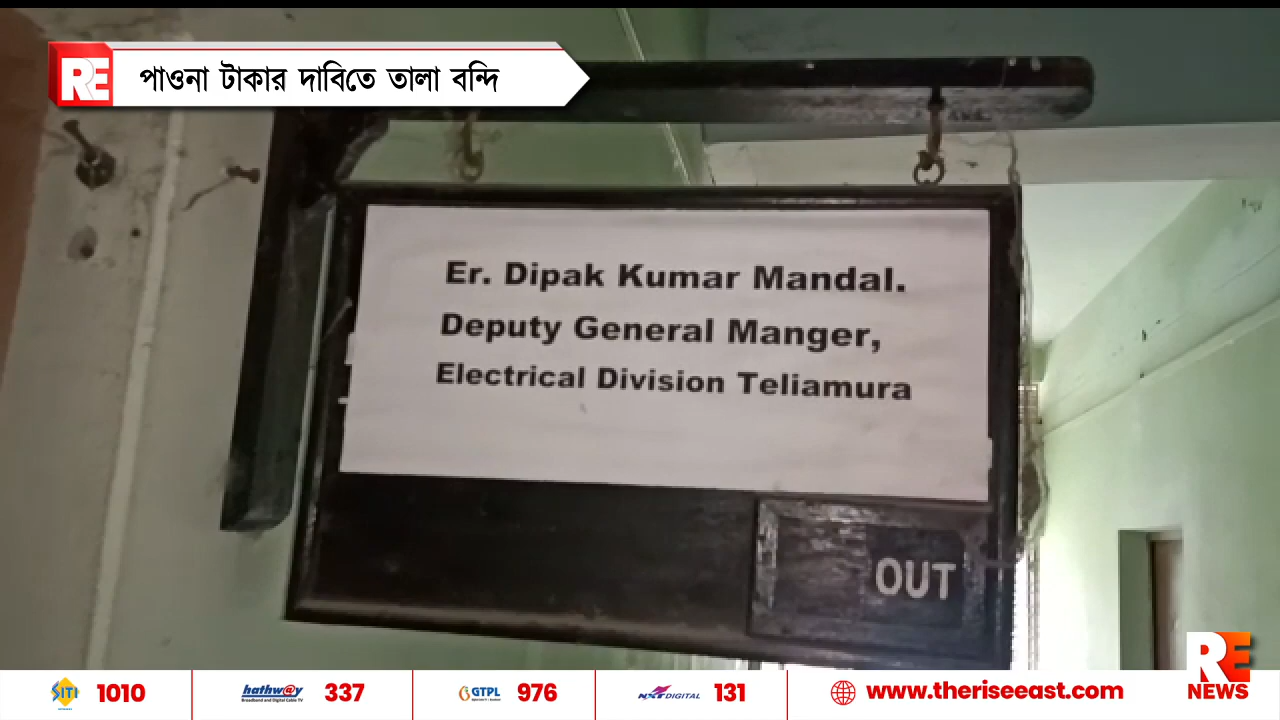 RE পাওনা টাকার দাবিতে তালা বন্দি
Er. Dipak Kumar Mandal.
Deputy General Manger,
Electrical Division Teliamura
OUT
RE
NEWS
SITI 1010
hathw@y 337
GTPL 976
NXT DIGITAL 131
www.theriseeast.com